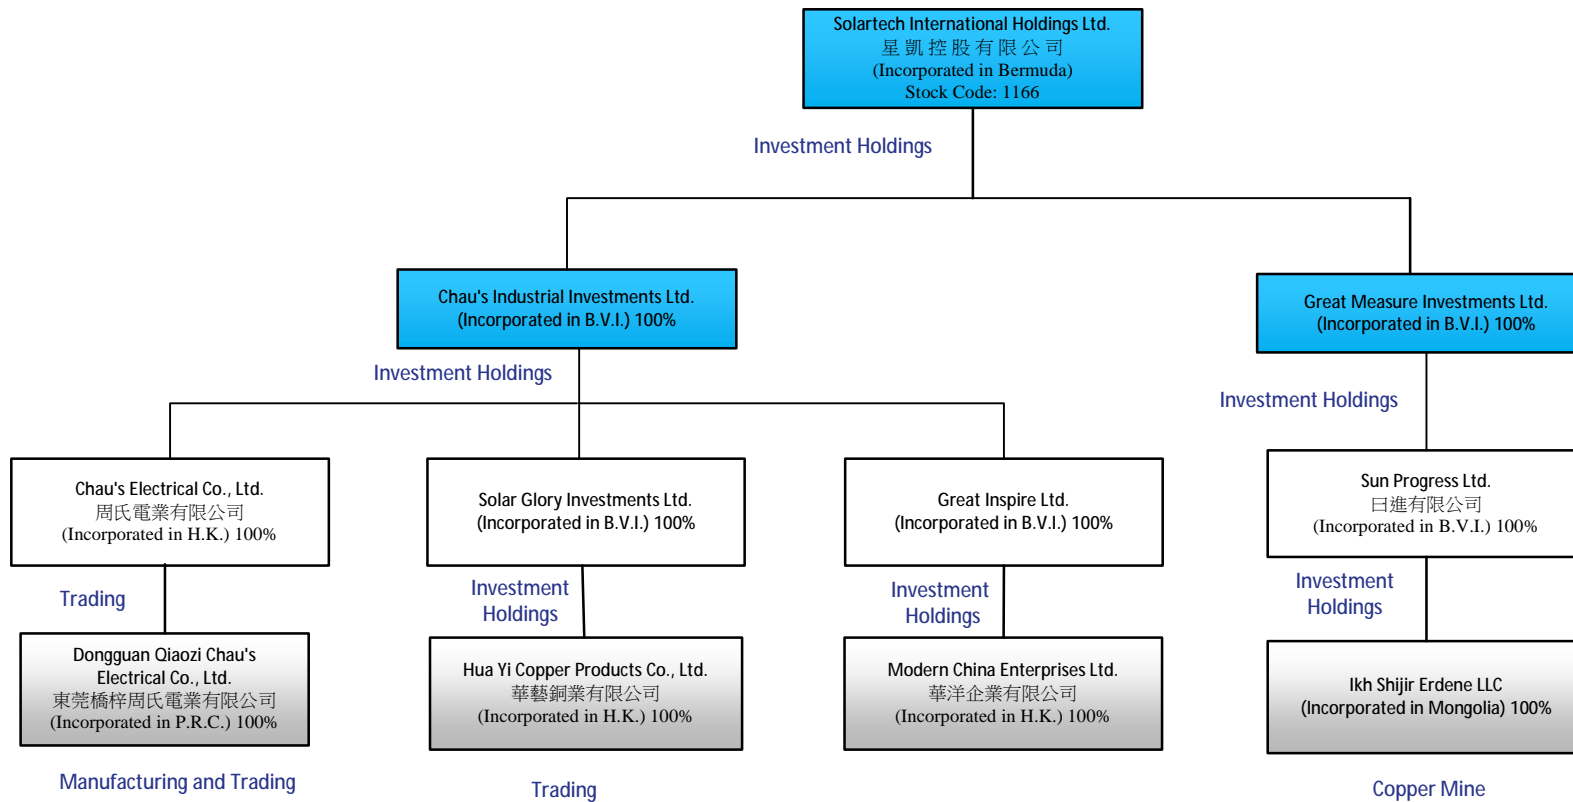 Solartech International Holdings Ltd.
星凱控股有限公司
(Incorporated in Bermuda)
Stock Code: 1166
Investment Holdings
Chau's Industrial Investments Ltd.
(Incorporated in B.V.I.) 100%
Great Measure Investments Ltd.
(Incorporated in B.V.I.) 100%
Investment Holdings
Investment Holdings
Chau's Electrical Co., Ltd.
周氏電業有限公司
(Incorporated in H.K.) 100%
Solar Glory Investments Ltd.
(Incorporated in B.V.I.) 100%
Great Inspire Ltd.
(Incorporated in B.V.I.) 100%
Sun Progress Ltd.
日進有限公司
(Incorporated in B.V.I.) 100%
Trading
Investment
Holdings
Investment
Holdings
Investment
Holdings
Dongguan Qiaozi Chau's
Electrical Co., Ltd.
東莞橋梓周氏電業有限公司
(Incorporated in P.R.C.) 100%
Hua Yi Copper Products Co., Ltd.
華藝銅業有限公司
(Incorporated in H.K.) 100%
Modern China Enterprises Ltd.
華洋企業有限公司
(Incorporated in H.K.) 100%
Ikh Shijir Erdene LLC
(Incorporated in Mongolia) 100%
Manufacturing and Trading
Trading
Copper Mine